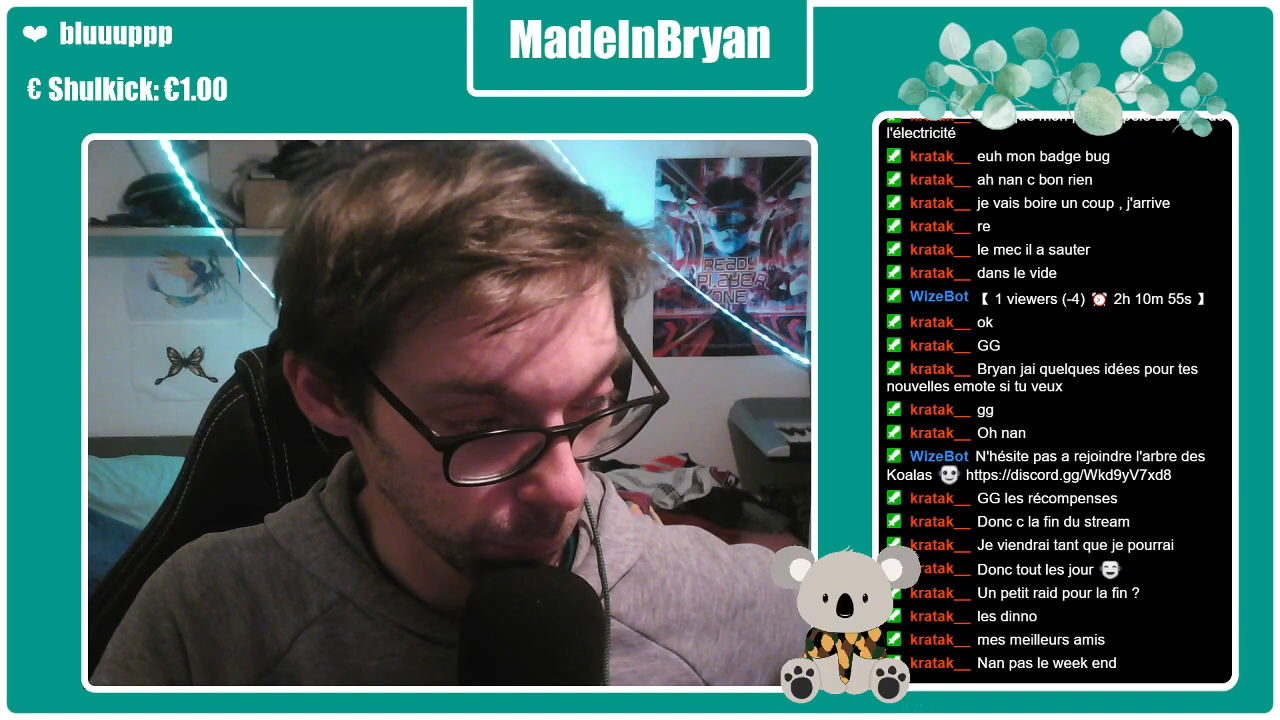 bluuuppp
€ Shulkick: €1.00
MadeInBryan
READY
PLAYER
ONE
l'électricité
kratak__ euh mon badge bug
kratak__ ah nan c bon rien
kratak__ je vais boire un coup , j'arrive
kratak__ re
kratak__ le mec il a sauter
kratak__ dans le vide
WizeBot 【 1 viewers (-4) ⏰ 2h 10m 55s 】
kratak__ ok
kratak__ GG
kratak__ Bryan jai quelques idées pour tes
nouvelles emote si tu veux
kratak__ gg
kratak__ Oh nan
WizeBot N'hésite pas a rejoindre l'arbre des
Koalas https://discord.gg/Wkd9yV7xd8
kratak__ GG les récompenses
kratak__ Donc c la fin du stream
kratak__ Je viendrai tant que je pourrai
kratak__ Donc tout les jour
kratak__ Un petit raid pour la fin ?
kratak__ les dinno
kratak__ mes meilleurs amis
kratak__ Nan pas le week end